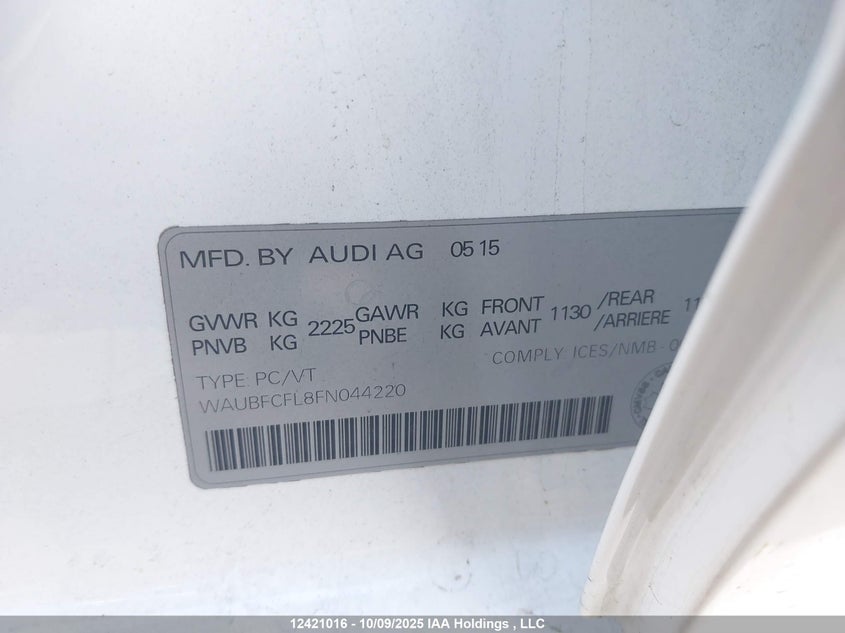 MFD. BY AUDI AG 05 15
GVWR KG 2225 GAWR KG FRONT 1130 /REAR
PNVB KG PNBE KG AVANT /ARRIERE
COMPLY ICES/NMB - 0
TYPE: PC/VT
WAUBFCFL8FN044220
12421016 - 10/09/2025 IAA Holdings , LLC